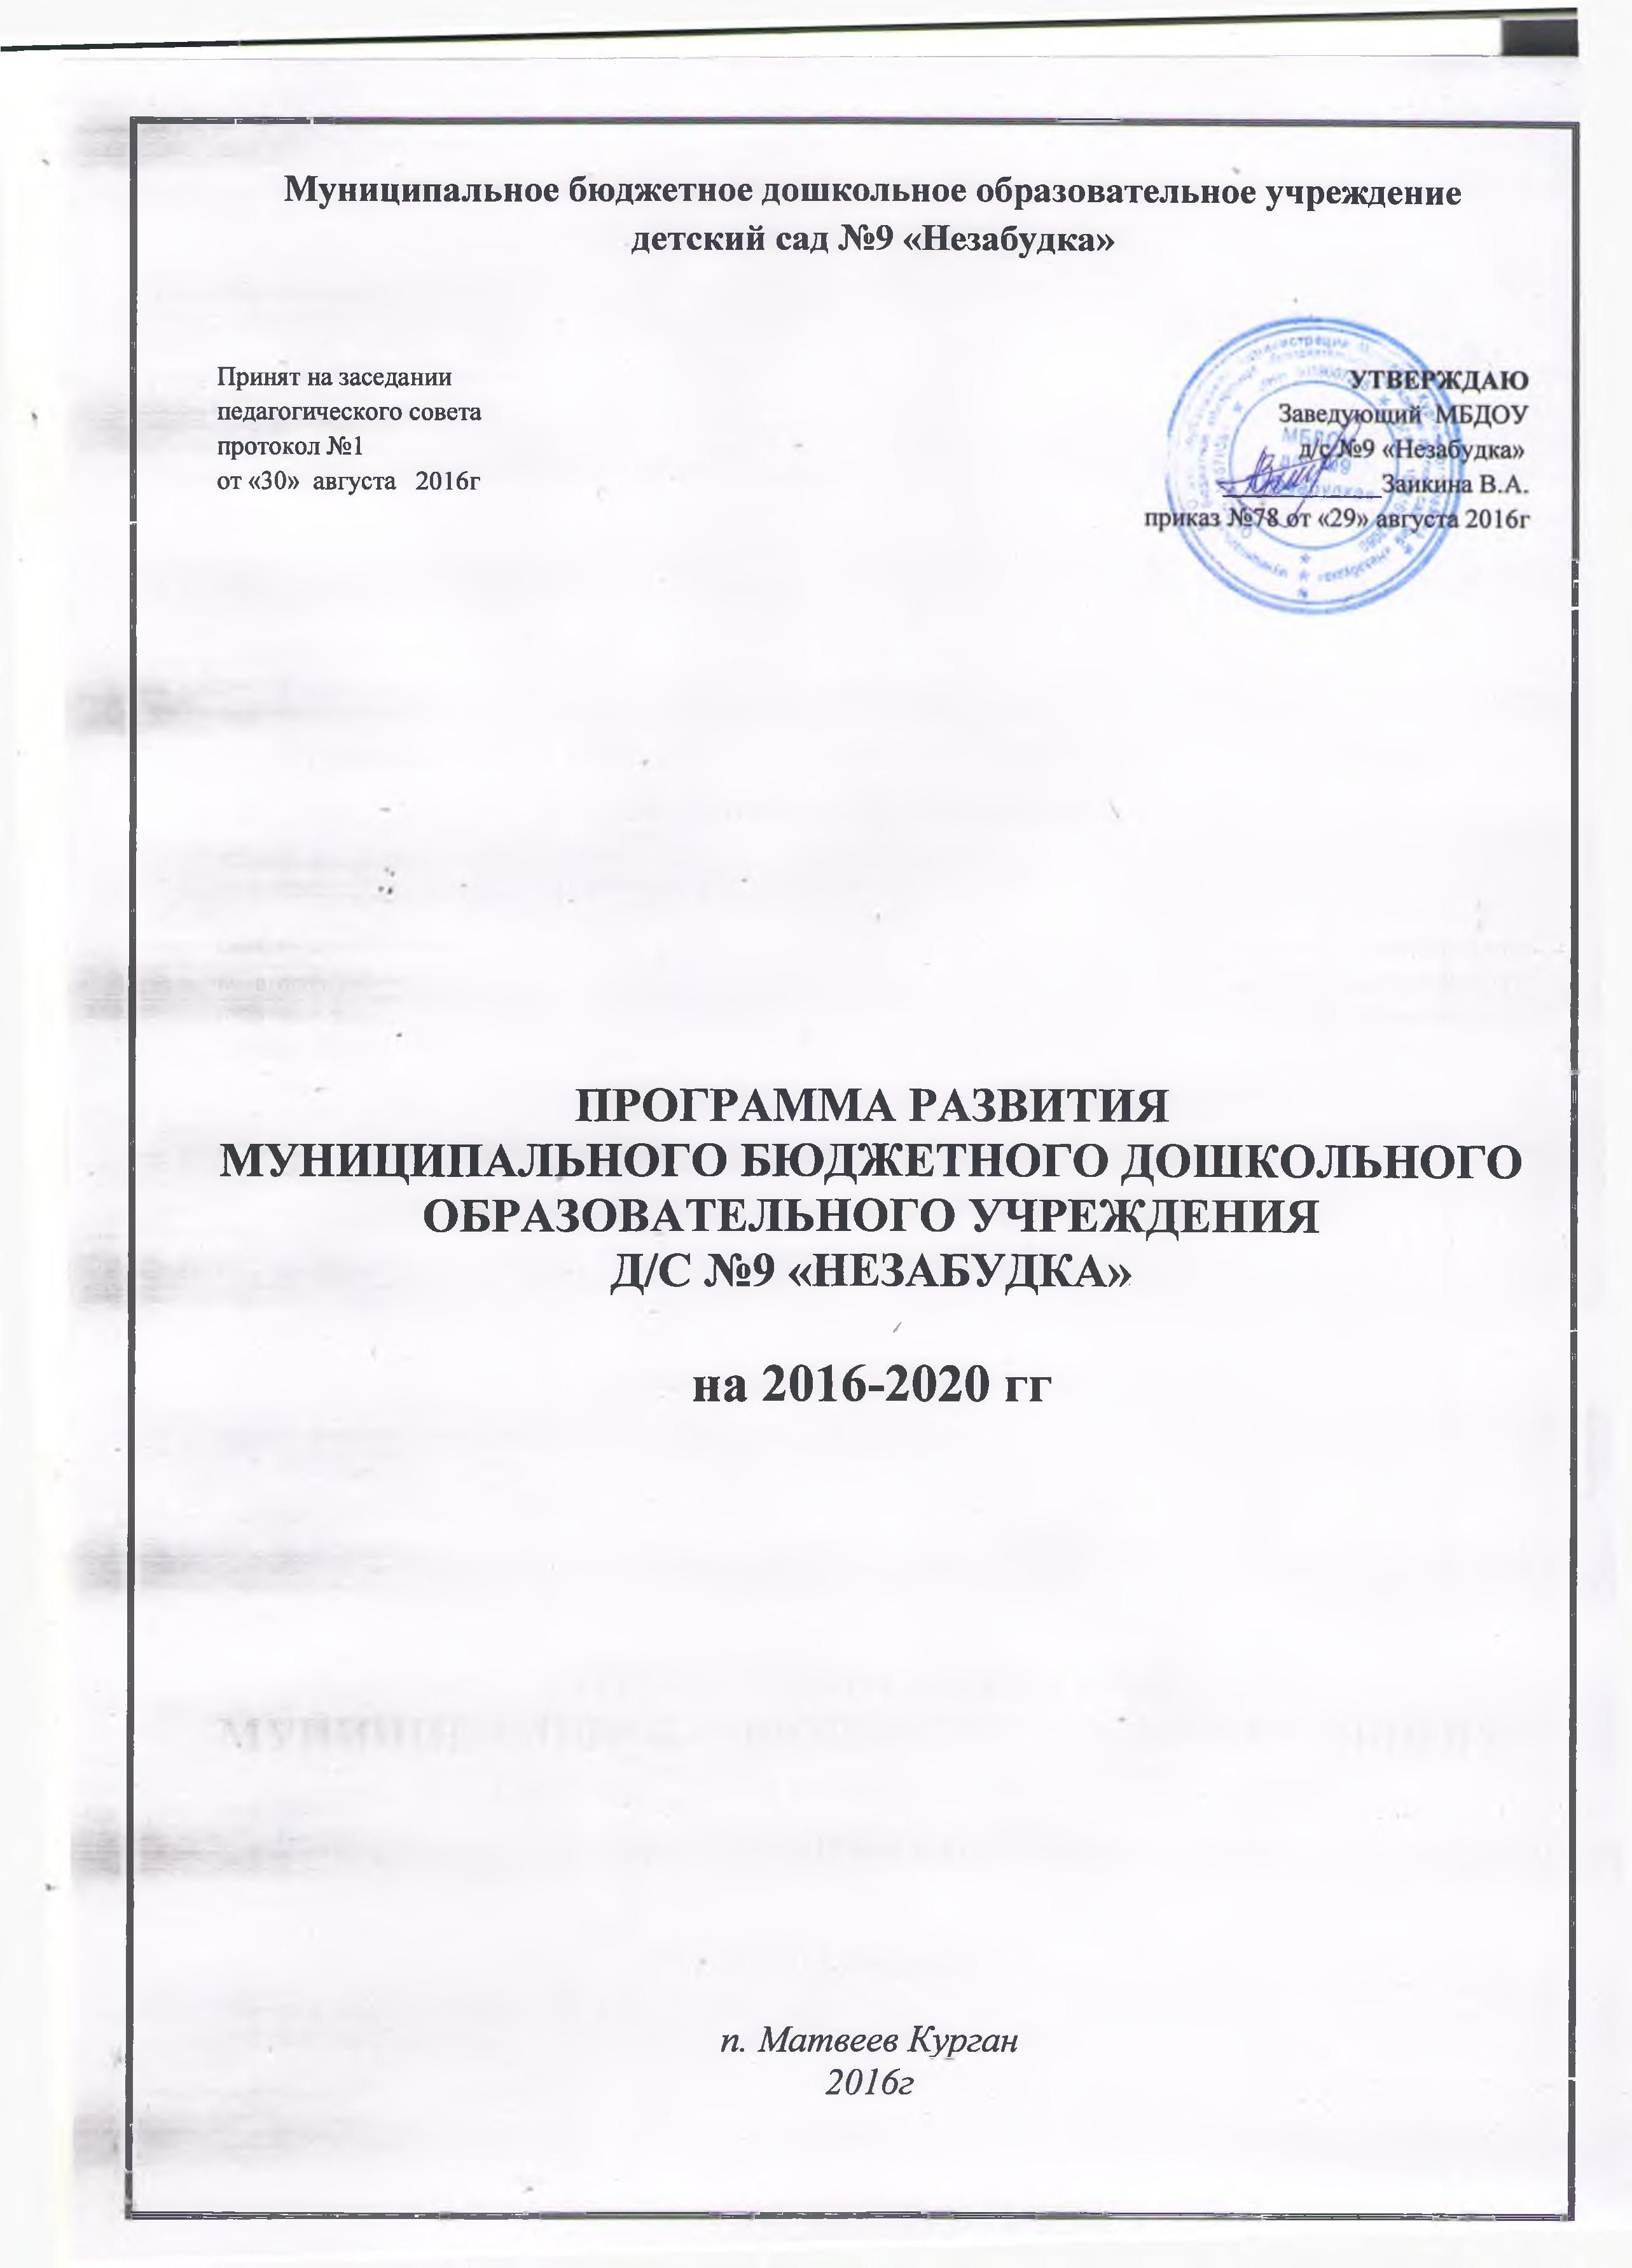 Муниципальное бюджетное дошкольное образовательное учреждение
детский сад №9 «Незабудка»
Принят на заседании
педагогического совета
протокол №1
от «30» августа 2016г
УТВЕРЖДАЮ
Заведующий МБДОУ
д/с №9 «Незабудка»
Заикина В.А.
приказ №78 от «29» августа 2016г
ПРОГРАММА РАЗВИТИЯ
МУНИЦИПАЛЬНОГО БЮДЖЕТНОГО ДОШКОЛЬНОГО
ОБРАЗОВАТЕЛЬНОГО УЧРЕЖДЕНИЯ
Д/С №9 «НЕЗАБУДКА»
на 2016-2020 гг
п. Матвеев Курган
2016г